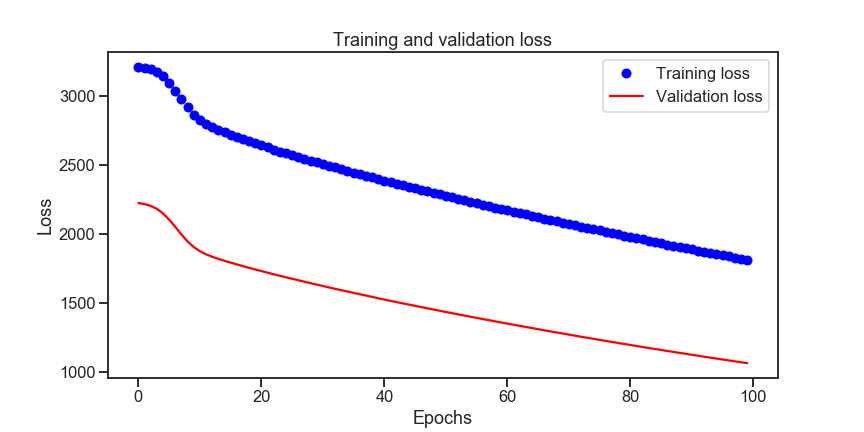 Training and validation loss
Training loss
Validation loss
3000
2500
2000
1500
1000
Loss
0 20 40 60 80 100
Epochs